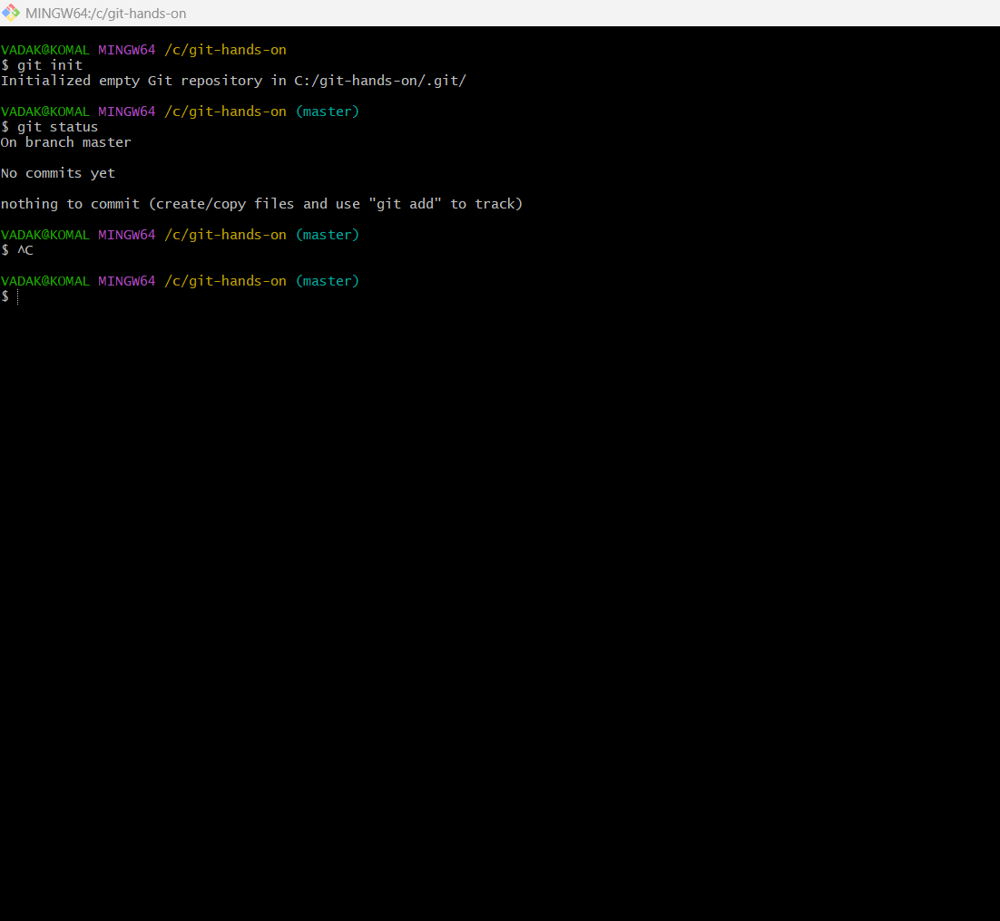 MINGW64:/c/git-hands-on
VADAK@KOMAL MINGW64 /c/git-hands-on
$ git init
Initialized empty Git repository in C:/git-hands-on/.git/
VADAK@KOMAL MINGW64 /c/git-hands-on (master)
$ git status
On branch master
No commits yet
nothing to commit (create/copy files and use "git add" to track)
VADAK@KOMAL MINGW64 /c/git-hands-on (master)
$ ^C
VADAK@KOMAL MINGW64 /c/git-hands-on (master)
$